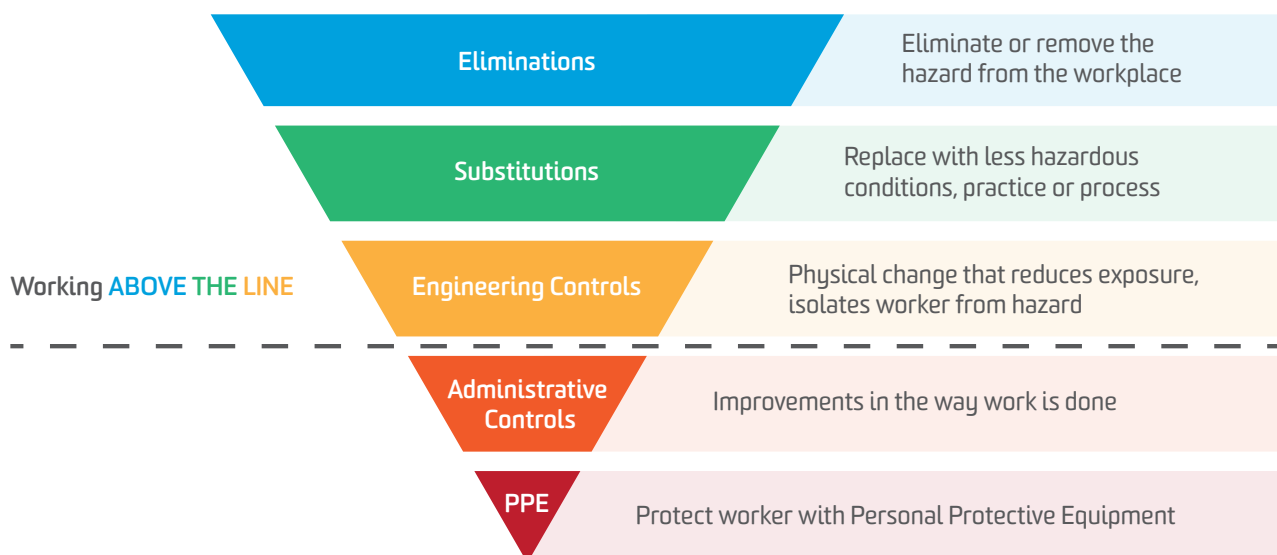 Eliminations
Eliminate or remove the
hazard from the workplace
Substitutions
Replace with less hazardous
conditions, practice or process
Working ABOVE THE LINE
Engineering Controls
Physical change that reduces exposure,
isolates worker from hazard
Administrative
Controls
Improvements in the way work is done
PPE
Protect worker with Personal Protective Equipment